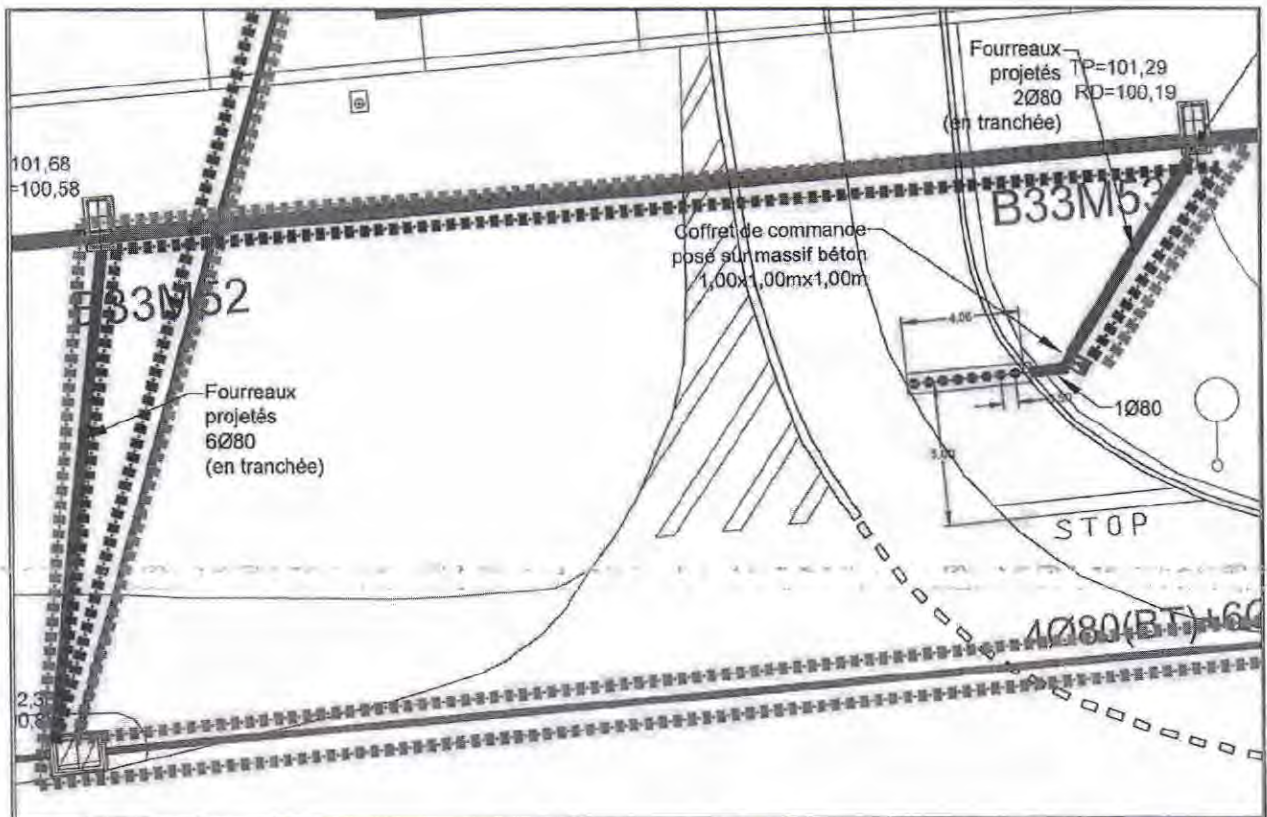 Fourreaux
projetés
2Ø80
(en tranchée)
TP=101,29
RD=100,19
101,68
=100,58
B33M53
Coffret de commande
posé sur massif béton
1,00x1,00mx1,00m
B33M52
4,06
Fourreaux
projetés
6Ø80
(en tranchée)
1Ø80
5,00
STOP
4Ø80(BT)+6